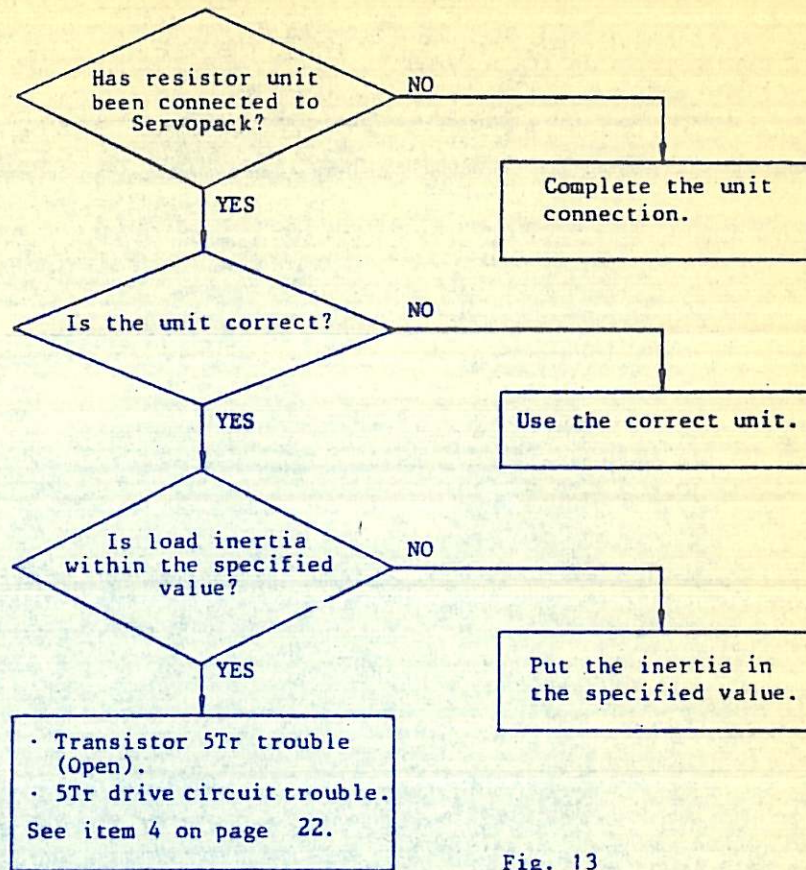 Has resistor unit
been connected to
Servopack?
NO
Complete the unit
connection.
YES
Is the unit correct?
NO
Use the correct unit.
YES
Is load inertia
within the specified
value?
NO
Put the inertia in
the specified value.
YES
· Transistor 5Tr trouble
(Open).
· 5Tr drive circuit trouble.
See item 4 on page 22.
Fig. 13